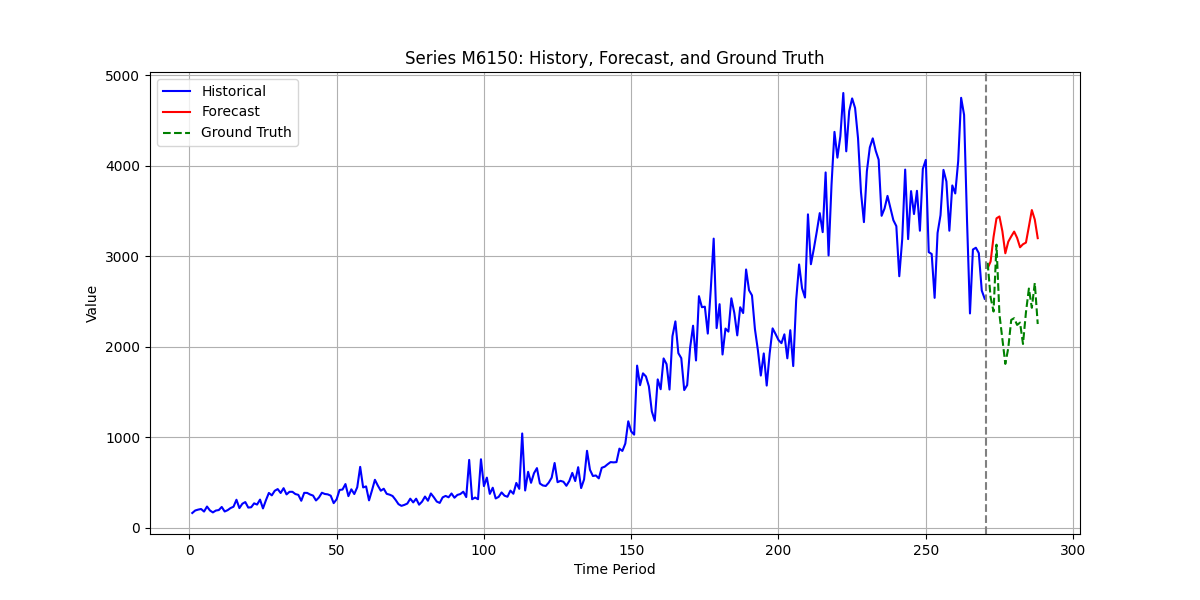 Series M6150: History, Forecast, and Ground Truth
Historical
Forecast
Ground Truth
5000
4000
3000
2000
1000
0
Value
0 50 100 150 200 250 300
Time Period